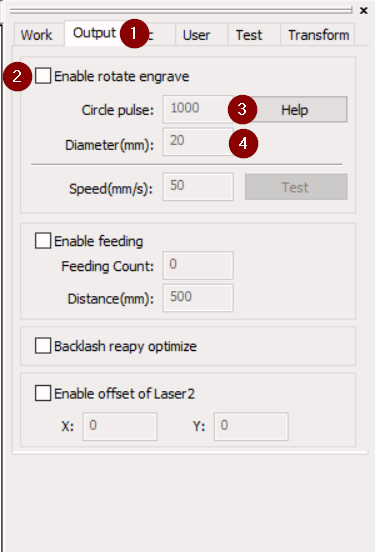 Work Output 1 User Test Transform
2 Enable rotate engrave
Circle pulse: 1000 3 Help
Diameter(mm): 20 4
Speed(mm/s): 50 Test
Enable feeding
Feeding Count: 0
Distance(mm): 500
Backlash reapy optimize
Enable offset of Laser2
X: 0 Y: 0